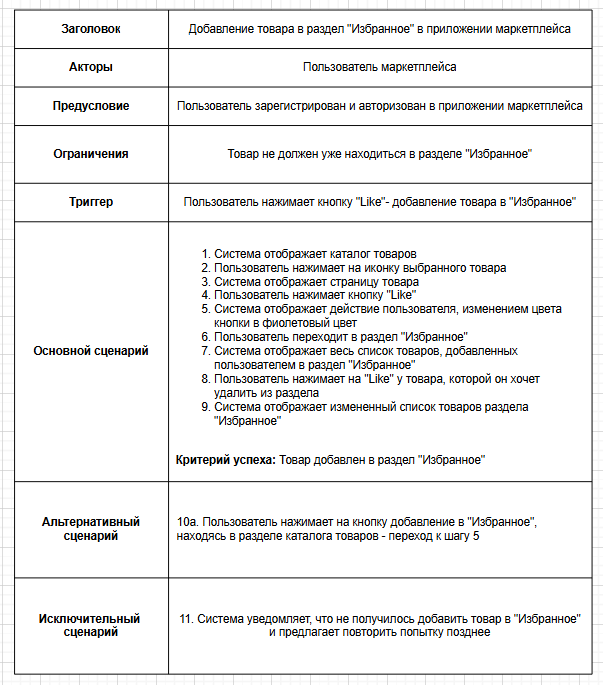 Заголовок
Добавление товара в раздел "Избранное" в приложении маркетплейса
Акторы
Пользователь маркетплейса
Предусловие
Пользователь зарегистрирован и авторизован в приложении маркетплейса
Ограничения
Товар не должен уже находиться в разделе "Избранное"
Триггер
Пользователь нажимает кнопку "Like"- добавление товара в "Избранное"
Основной сценарий
1. Система отображает каталог товаров
2. Пользователь нажимает на иконку выбранного товара
3. Система отображает страницу товара
4. Пользователь нажимает кнопку "Like"
5. Система отображает действие пользователя, изменением цвета
кнопки в фиолетовый цвет
6. Пользователь переходит в раздел "Избранное"
7. Система отображает весь список товаров, добавленных
пользователем в раздел "Избранное"
8. Пользователь нажимает на "Like" у товара, которой он хочет
удалить из раздела
9. Система отображает измененный список товаров раздела
"Избранное"
Критерий успеха: Товар добавлен в раздел "Избранное"
Альтернативный
сценарий
10а. Пользователь нажимает на кнопку добавление в "Избранное",
находясь в разделе каталога товаров - переход к шагу 5
Исключительный
сценарий
11. Система уведомляет, что не получилось добавить товар в "Избранное"
и предлагает повторить попытку позднее